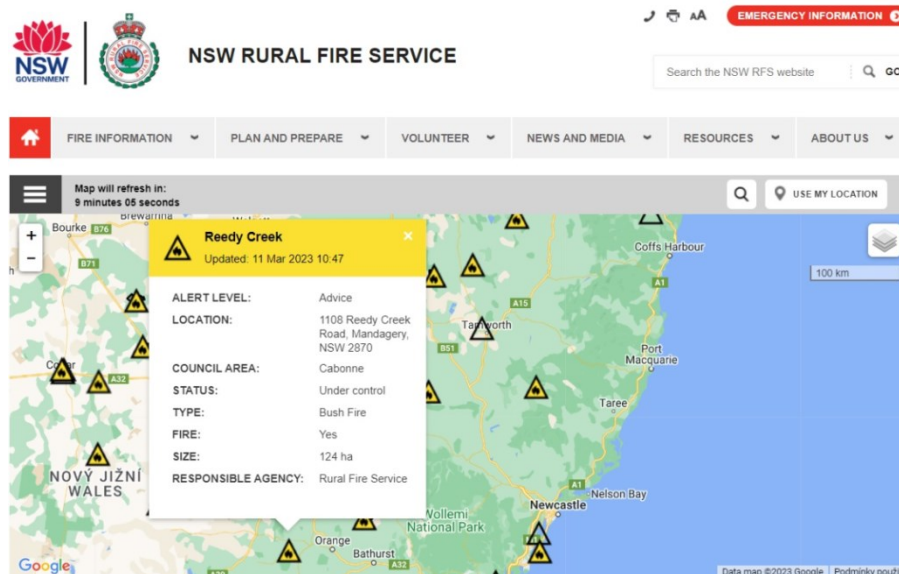 EMERGENCY INFORMATION
NSW
GOVERNMENT
NSW RURAL FIRE SERVICE
Search the NSW RFS website
GO
FIRE INFORMATION
PLAN AND PREPARE
VOLUNTEER
NEWS AND MEDIA
RESOURCES
ABOUT US
Map will refresh in:
9 minutes 05 seconds
USE MY LOCATION
Brewarrina
Bourke
B76
B71
Reedy Creek
Updated: 11 Mar 2023 10:47
ALERT LEVEL: Advice
LOCATION: 1108 Reedy Creek
Road, Mandagery,
NSW 2870
COUNCIL AREA: Cabonne
STATUS: Under control
TYPE: Bush Fire
FIRE: Yes
SIZE: 124 ha
RESPONSIBLE AGENCY: Rural Fire Service
Coffs Harbour
A1
100 km
A15
Tamworth
B51
Port
Macquarie
A32
Taree
NOVÝ JIŽNÍ
WALES
A1
Nelson Bay
Newcastle
Wollemi
National Park
Orange
Bathurst
A32
Google
Data map ©2023 Google